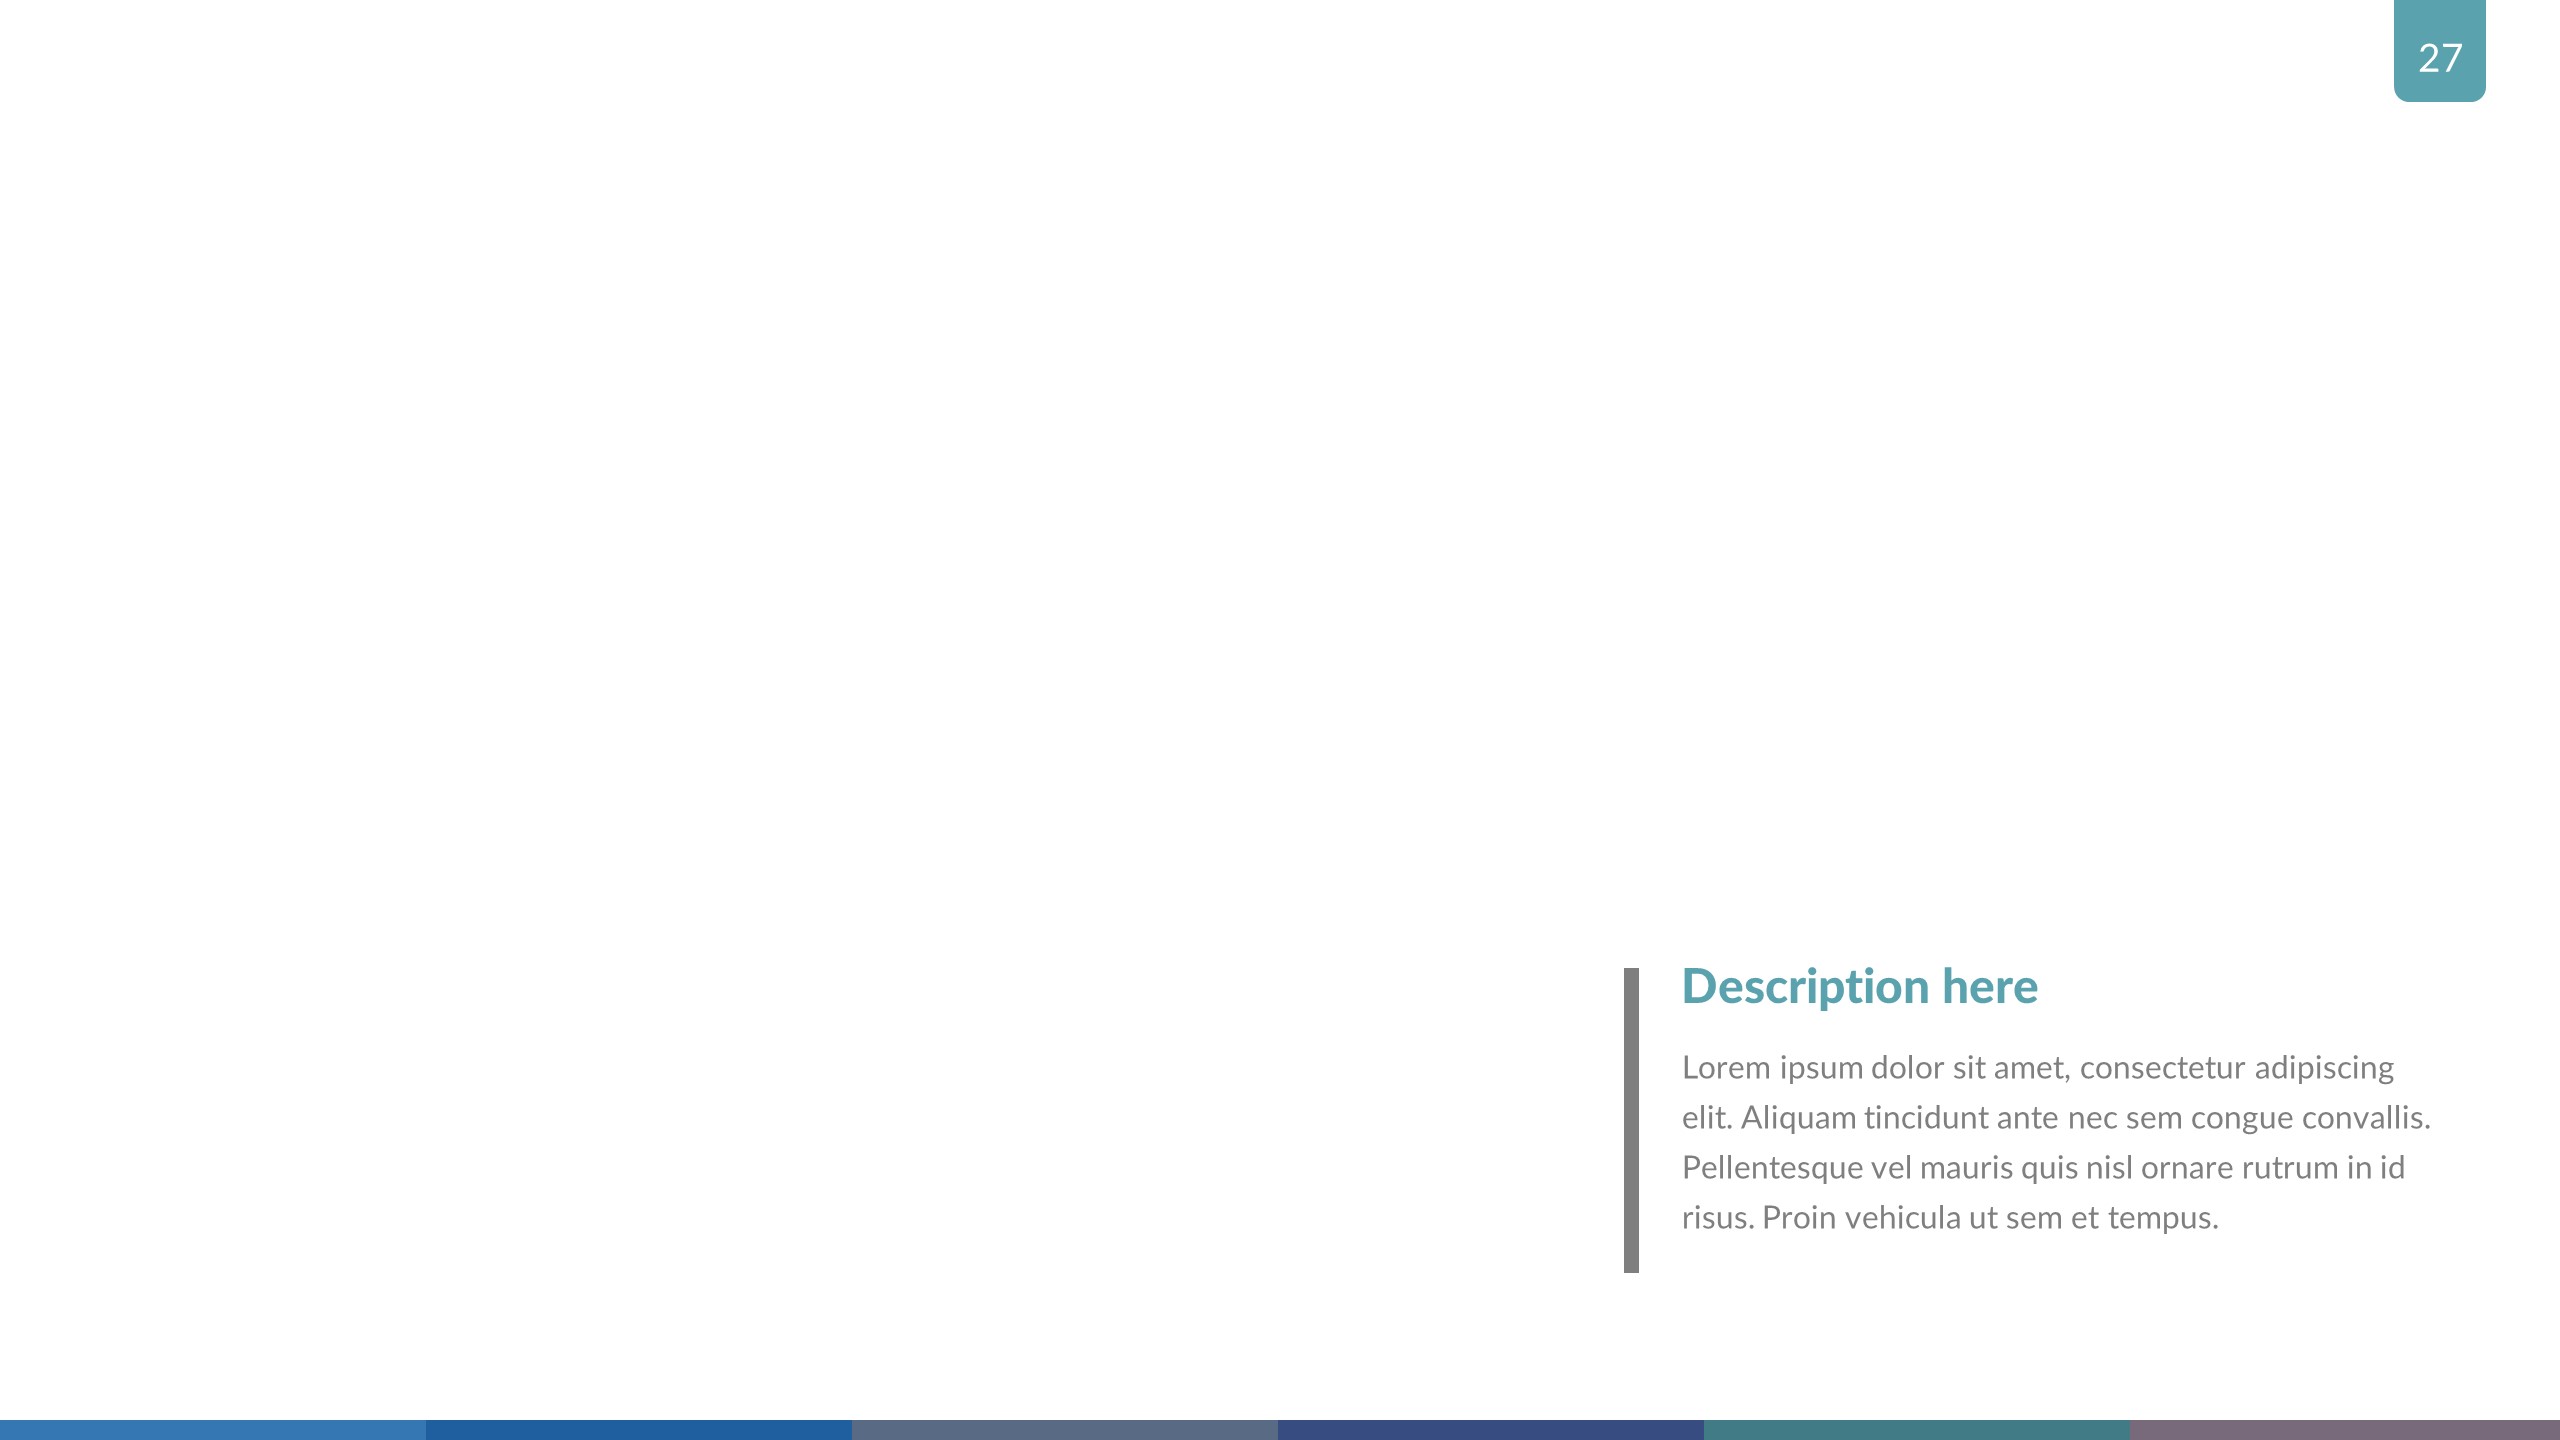 27
Description here
Lorem ipsum dolor sit amet, consectetur adipiscing
elit. Aliquam tincidunt ante nec sem congue convallis.
Pellentesque vel mauris quis nisl ornare rutrum in id
risus. Proin vehicula ut sem et tempus.